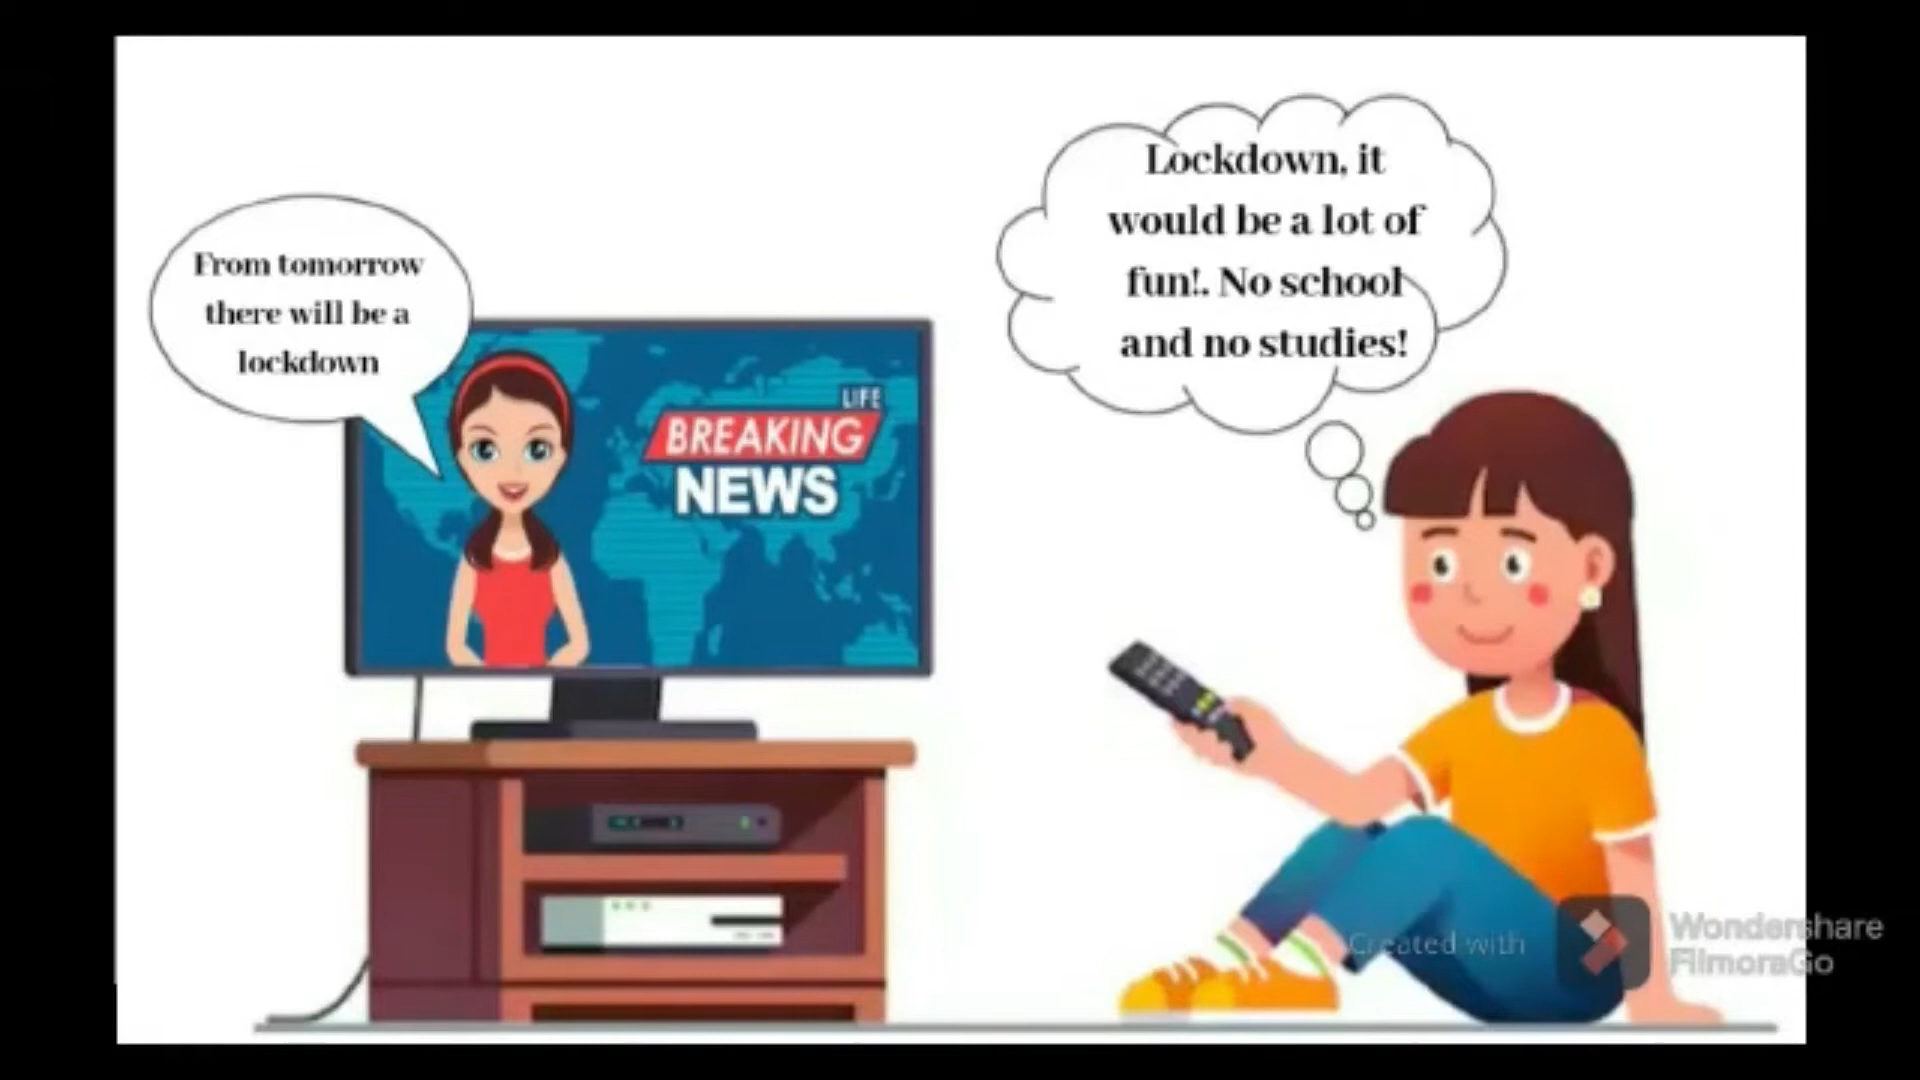 From tomorrow
there will be a
lockdown
LIFE
BREAKING
NEWS
Lockdown, it
would be a lot of
fun!. No school
and no studies!
Created with
Wondershare
FilmoraGo